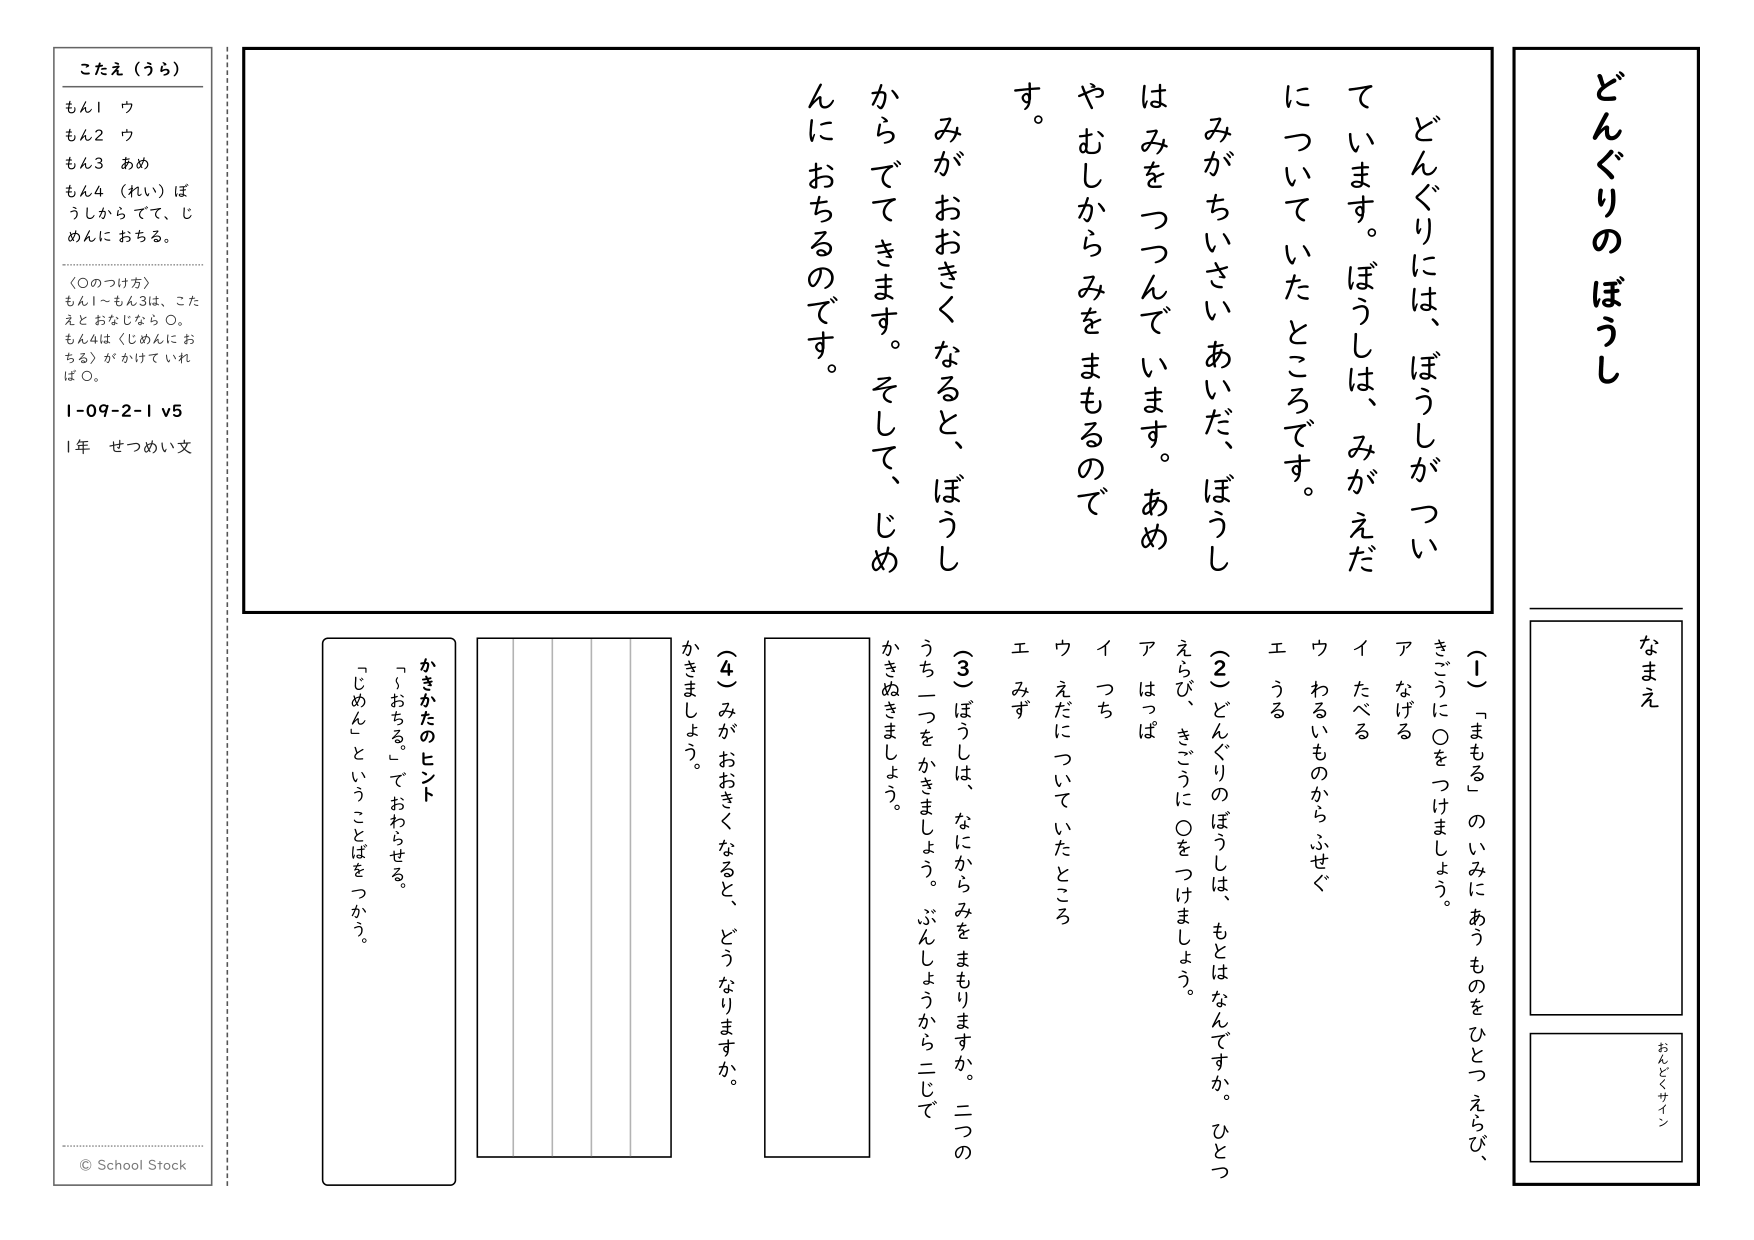 どんぐりの ぼうし
なまえ
おんどくサイン
どんぐりには、ぼうしが つい
て います。ぼうしは、みが えだ
に ついて いた ところです。
みが ちいさい あいだ、ぼうし
は みを つつんで います。あめ
や むしから みを まもるので
す。
みが おおきく なると、ぼうし
から でて きます。そして、じめ
んに おちるのです。
(1)「まもる」 の いみに あう ものを ひとつ えらび、
きごうに 〇を つけましょう。
ア なげる
イ たべる
ウ わるいものから ふせぐ
エ うる
(2) どんぐりの ぼうしは、もとは なんですか。ひとつ
えらび、きごうに 〇を つけましょう。
ア はっぱ
イ つち
ウ えだに ついて いた ところ
エ みず
(3) ぼうしは、なにから みを まもりますか。二つの
うち 一つを かきましょう。ぶんしょうから 二じで
かきぬきましょう。
(4) みが おおきく なると、どう なりますか。
かきましょう。
かきかたの ヒント
「〜おちる。」で おわらせる。
「じめん」と いう ことばを つかう。
こたえ（うら）
もん1 ウ
もん2 ウ
もん3 あめ
もん4 （れい）ぼ
うしから でて、じ
めんに おちる。
〈〇のつけ方〉
もん1～もん3は、こた
えと おなじなら 〇。
もん4は〈じめんに お
ちる〉が かけて いれ
ば 〇。
1-09-2-1 v5
1年 せつめい文
© School Stock